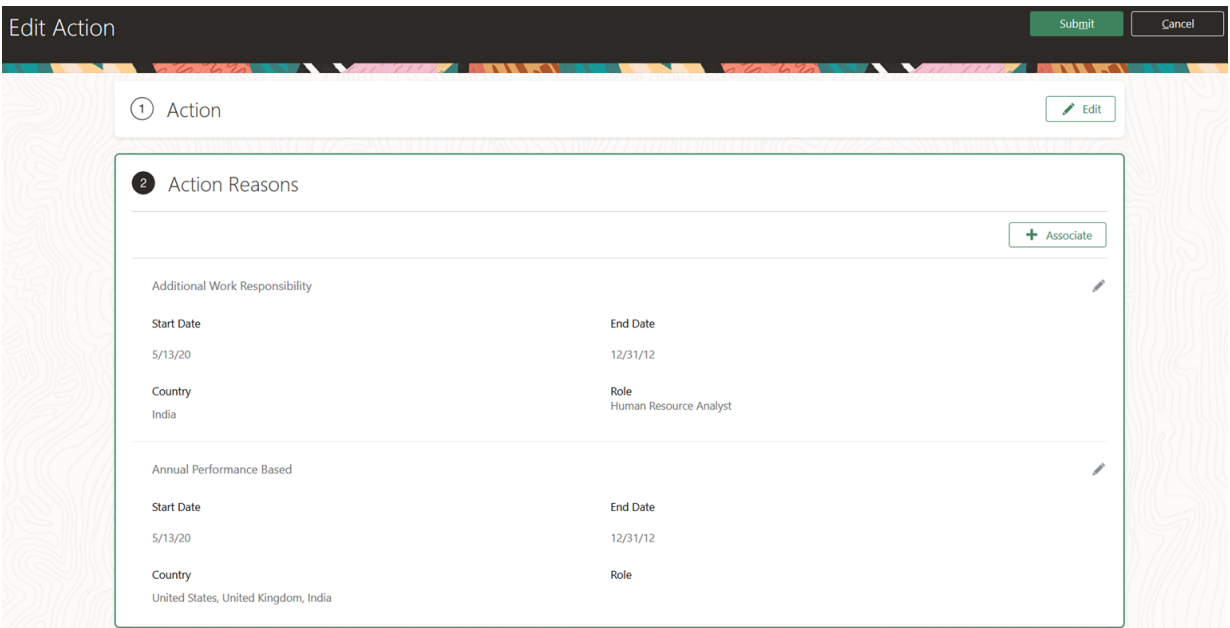 Edit Action
Submit
Cancel
1 Action
Edit
2 Action Reasons
+ Associate
Additional Work Responsibility
Start Date
End Date
5/13/20
12/31/12
Country
Role
India
Human Resource Analyst
Annual Performance Based
Start Date
End Date
5/13/20
12/31/12
Country
Role
United States, United Kingdom, India